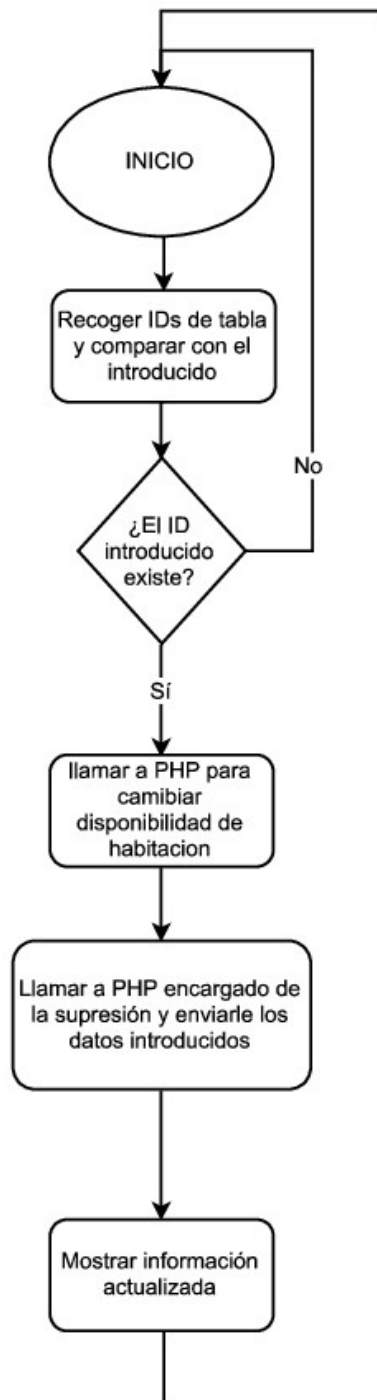 INICIO
Recoger IDs de tabla
y comparar con el
introducido
No
¿El ID
introducido
existe?
Sí
llamar a PHP para
camibiar
disponibilidad de
habitacion
Llamar a PHP encargado de
la supresión y enviarle los
datos introducidos
Mostrar información
actualizada